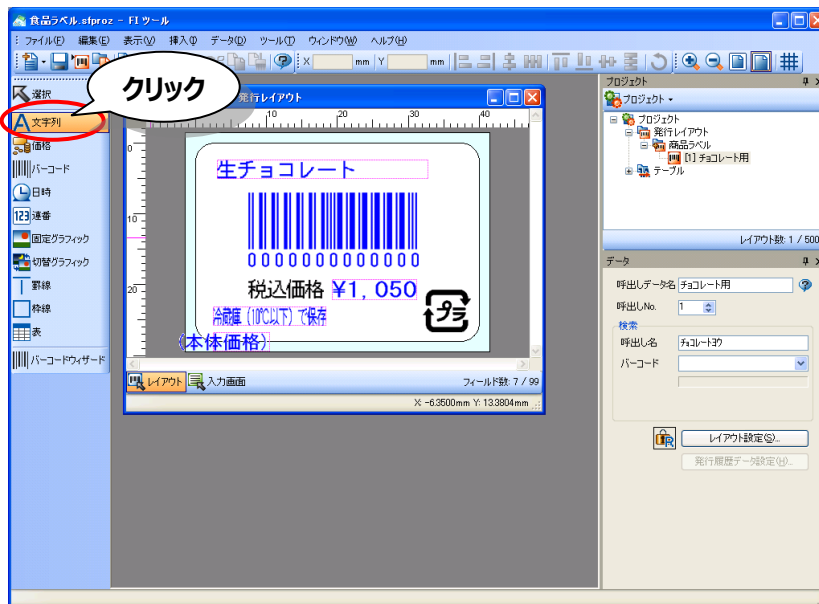 食品ラベル.sfproz - FI ツール
ファイル(F) 編集(E) 表示(V) 挿入(I) データ(D) ツール(T) ウィンドウ(W) ヘルプ(H)
X mm Y mm
選択
文字列
価格
バーコード
日時
123 連番
固定グラフィック
切替グラフィック
罫線
枠線
表
バーコードウィザード
クリック
発行レイアウト
10 20 30 40
0
10
20
生チョコレート
0000000000000
税込価格 ¥1,050
冷蔵庫(10℃以下)で保存
プラ
(本体価格)
レイアウト 入力画面 フィールド数: 7 / 99
X: -6.3500mm Y: 13.3804mm
プロジェクト
プロジェクト
プロジェクト
発行レイアウト
商品ラベル
[1] チョコレート用
テーブル
レイアウト数: 1 / 500
データ
呼出しデータ名 チョコレート用
呼出しNo. 1
検索
呼出し名 ﾁｮｺﾚｰﾄﾖｳ
バーコード
レイアウト設定(S)...
発行履歴データ設定(H)...